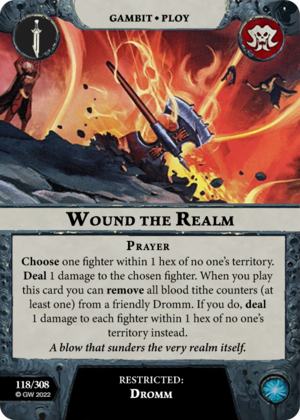 GAMBIT • PLOY
WOUND THE REALM
PRAYER
Choose one fighter within 1 hex of no one's territory.
Deal 1 damage to the chosen fighter. When you play
this card you can remove all blood tithe counters (at
least one) from a friendly Dromm. If you do, deal
1 damage to each fighter within 1 hex of no one's
territory instead.
A blow that sunders the very realm itself.
118/308
© GW 2022
RESTRICTED:
DROMM